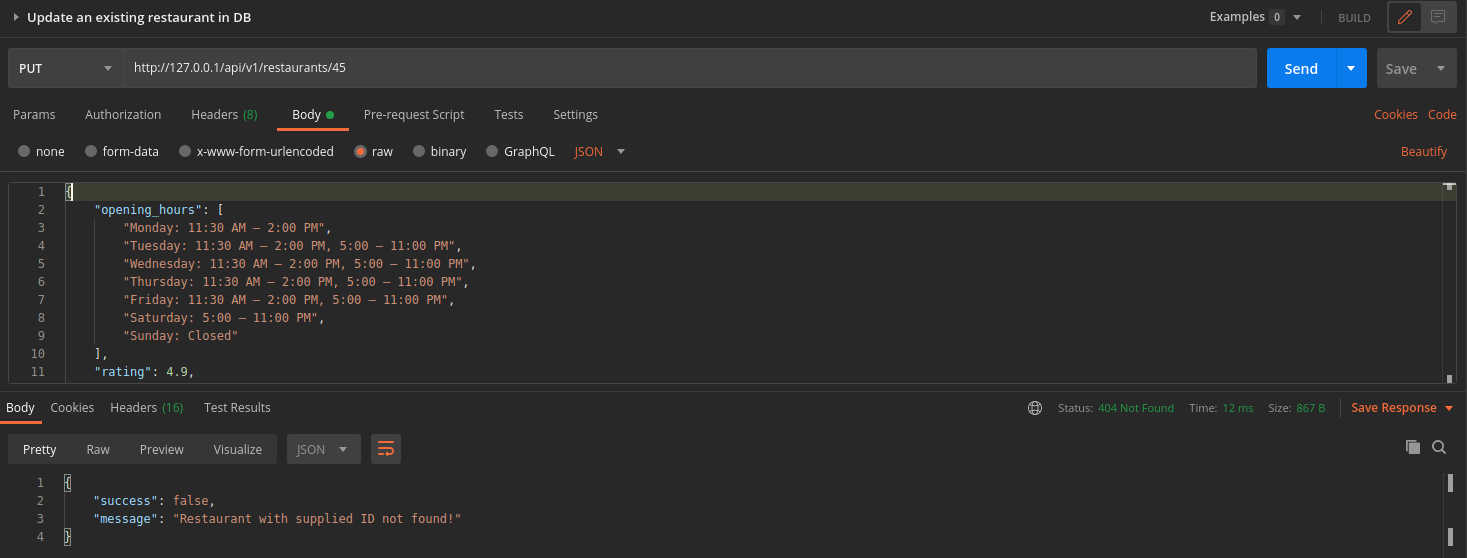 Update an existing restaurant in DB Examples 0 BUILD
PUT http://127.0.0.1/api/v1/restaurants/45 Send Save
Params Authorization Headers (8) Body Pre-request Script Tests Settings Cookies Code
none form-data x-www-form-urlencoded raw binary GraphQL JSON Beautify
1 {
2 "opening_hours": [
3 "Monday: 11:30 AM – 2:00 PM",
4 "Tuesday: 11:30 AM – 2:00 PM, 5:00 – 11:00 PM",
5 "Wednesday: 11:30 AM – 2:00 PM, 5:00 – 11:00 PM",
6 "Thursday: 11:30 AM – 2:00 PM, 5:00 – 11:00 PM",
7 "Friday: 11:30 AM – 2:00 PM, 5:00 – 11:00 PM",
8 "Saturday: 5:00 – 11:00 PM",
9 "Sunday: Closed"
10 ],
11 "rating": 4.9,
Body Cookies Headers (16) Test Results Status: 404 Not Found Time: 12 ms Size: 867 B Save Response
Pretty Raw Preview Visualize JSON
1 {
2 "success": false,
3 "message": "Restaurant with supplied ID not found!"
4 }